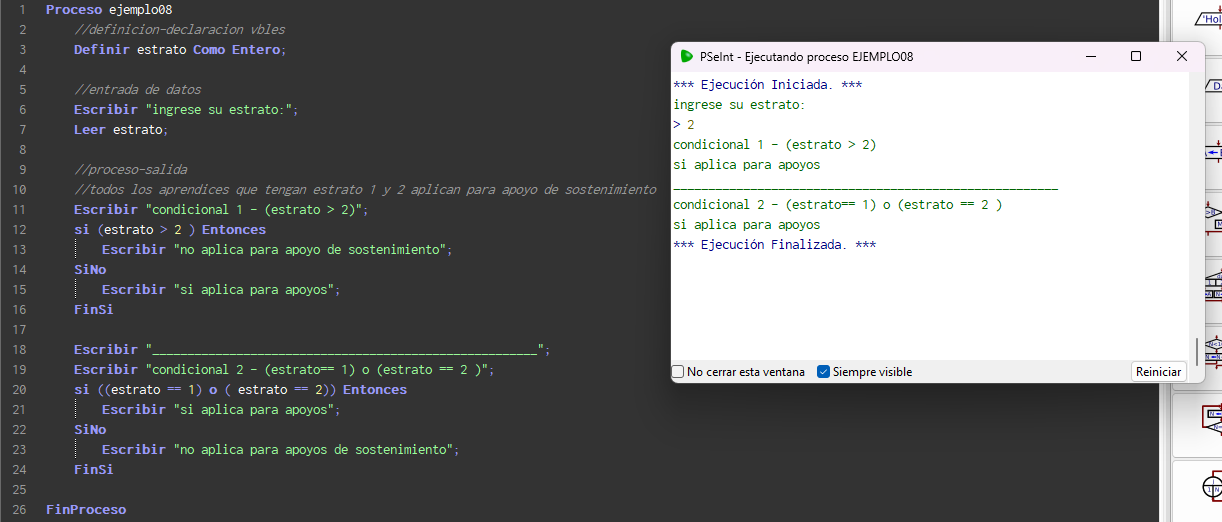 1 Proceso ejemplo08
2 //definicion-declaracion vbles
3 Definir estrato Como Entero;
4
5 //entrada de datos
6 Escribir "ingrese su estrato:";
7 Leer estrato;
8
9 //proceso-salida
10 //todos los aprendices que tengan estrato 1 y 2 aplican para apoyo de sostenimiento
11 Escribir "condicional 1 - (estrato > 2)";
12 si (estrato > 2 ) Entonces
13 Escribir "no aplica para apoyo de sostenimiento";
14 SiNo
15 Escribir "si aplica para apoyos";
16 FinSi
17
18 Escribir "_______________________________________________________";
19 Escribir "condicional 2 - (estrato== 1) o (estrato == 2 )";
20 si ((estrato == 1) o ( estrato == 2)) Entonces
21 Escribir "si aplica para apoyos";
22 SiNo
23 Escribir "no aplica para apoyos de sostenimiento";
24 FinSi
25
26 FinProceso
PSeInt - Ejecutando proceso EJEMPLO08
*** Ejecución Iniciada. ***
ingrese su estrato:
> 2
condicional 1 - (estrato > 2)
si aplica para apoyos
_______________________________________________________
condicional 2 - (estrato== 1) o (estrato == 2 )
si aplica para apoyos
*** Ejecución Finalizada. ***
No cerrar esta ventana Siempre visible Reiniciar